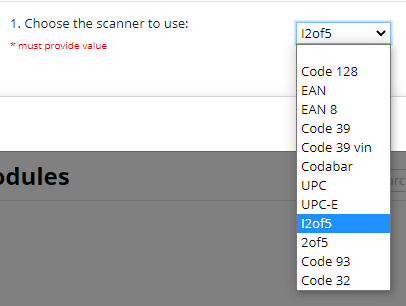 1. Choose the scanner to use:
I2of5
* must provide value
Code 128
EAN
EAN 8
Code 39
Code 39 vin
Codabar
UPC
UPC-E
I2of5
2of5
Code 93
Code 32
odules